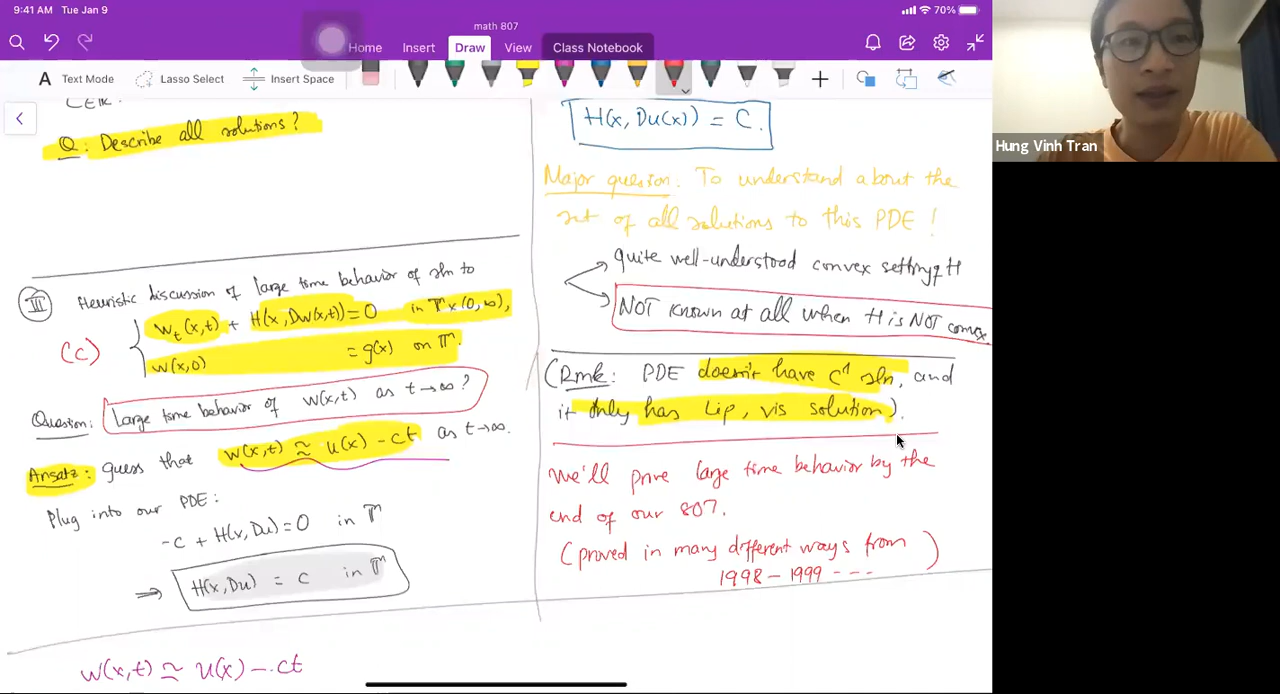 9:41 AM Tue Jan 9
70%
math 807
Home Insert Draw View Class Notebook
A Text Mode Lasso Select Insert Space
Q: Describe all solutions?
III Heuristic discussion of large time behavior of sln to
(C) { w_t(x,t) + H(x,Dw(x,t))=0 in 𝕋ⁿ×(0,∞),
w(x,0) = g(x) on 𝕋ⁿ.
Question: Large time behavior of w(x,t) as t→∞?
Ansatz: guess that w(x,t) ≈ u(x) - ct as t→∞.
Plug into our PDE:
-c + H(x,Du)=0 in 𝕋ⁿ
⇒ H(x,Du) = c in 𝕋ⁿ
w(x,t) ≃ u(x) - ct
H(x,Du(x)) = C.
Major question: To understand about the
set of all solutions to this PDE!
quite well-understood convex setting of H
NOT known at all when H is NOT convex
(Rmk: PDE doesn't have C¹ sln, and
it only has Lip, vis solution).
We'll prove large time behavior by the
end of our 807.
(proved in many different ways from
1998 - 1999 - - - )
Hung Vinh Tran